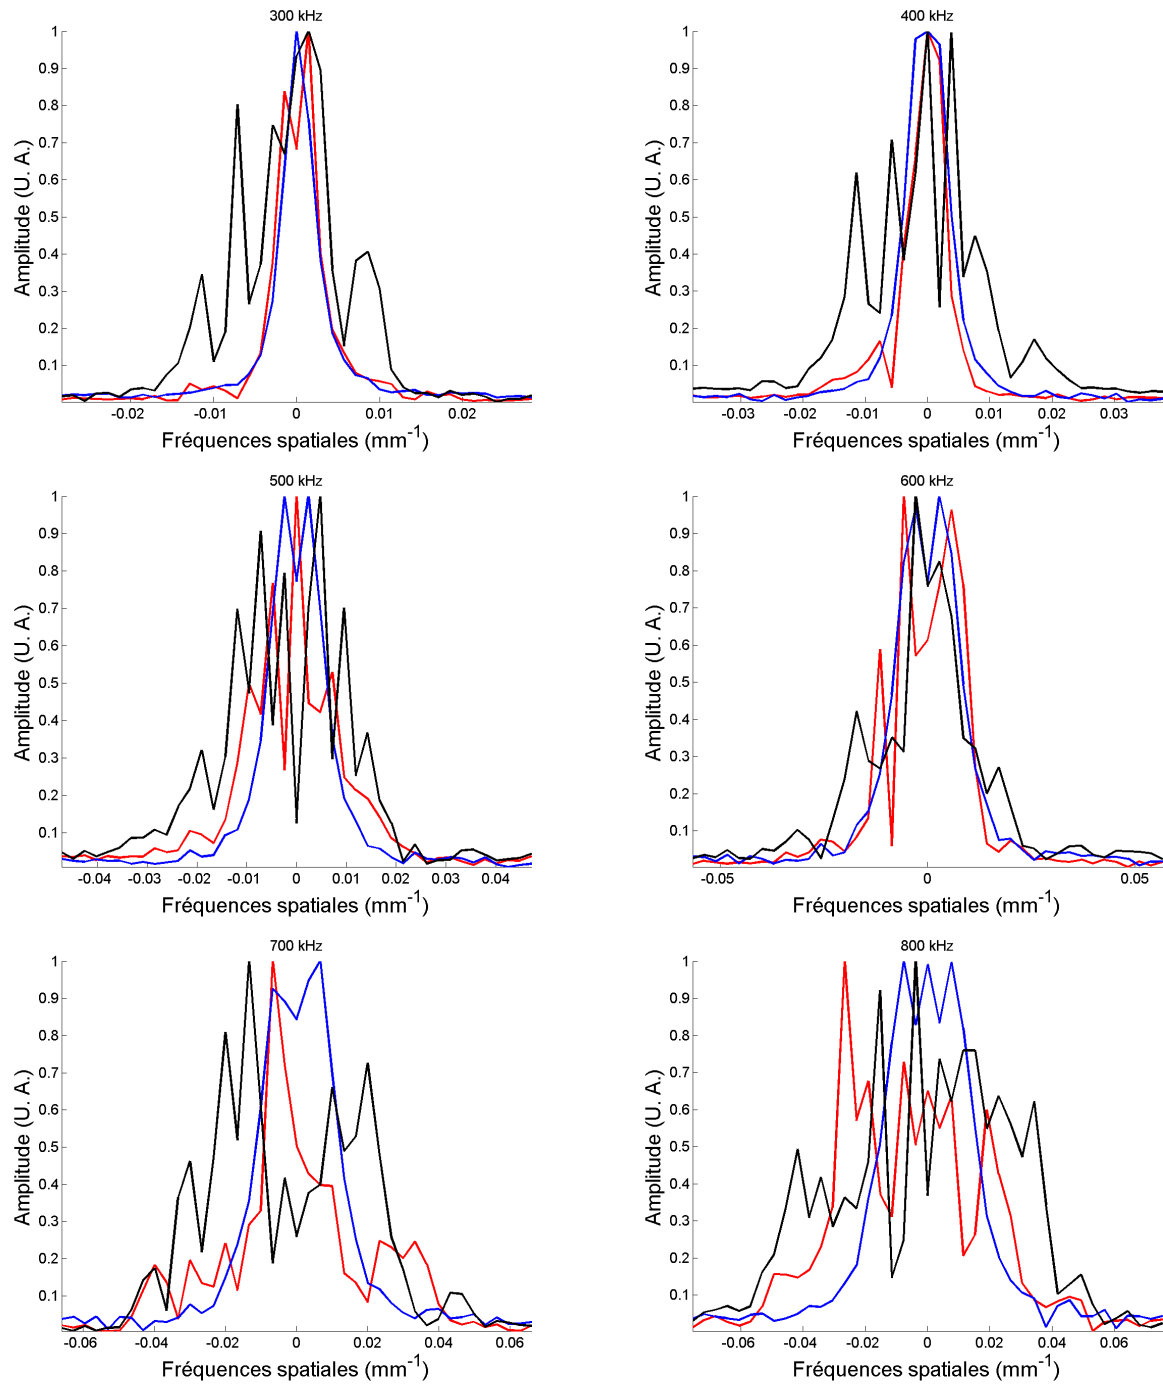 300 kHz
1
0.9
0.8
0.7
0.6
0.5
0.4
0.3
0.2
0.1
Amplitude (U. A.)
-0.02 -0.01 0 0.01 0.02
Fréquences spatiales (mm-1)
400 kHz
1
0.9
0.8
0.7
0.6
0.5
0.4
0.3
0.2
0.1
Amplitude (U. A.)
-0.03 -0.02 -0.01 0 0.01 0.02 0.03
Fréquences spatiales (mm-1)
500 kHz
1
0.9
0.8
0.7
0.6
0.5
0.4
0.3
0.2
0.1
Amplitude (U. A.)
-0.04 -0.03 -0.02 -0.01 0 0.01 0.02 0.03 0.04
Fréquences spatiales (mm-1)
600 kHz
1
0.9
0.8
0.7
0.6
0.5
0.4
0.3
0.2
0.1
Amplitude (U. A.)
-0.05 0 0.05
Fréquences spatiales (mm-1)
700 kHz
1
0.9
0.8
0.7
0.6
0.5
0.4
0.3
0.2
0.1
Amplitude (U. A.)
-0.06 -0.04 -0.02 0 0.02 0.04 0.06
Fréquences spatiales (mm-1)
800 kHz
1
0.9
0.8
0.7
0.6
0.5
0.4
0.3
0.2
0.1
Amplitude (U. A.)
-0.06 -0.04 -0.02 0 0.02 0.04 0.06
Fréquences spatiales (mm-1)